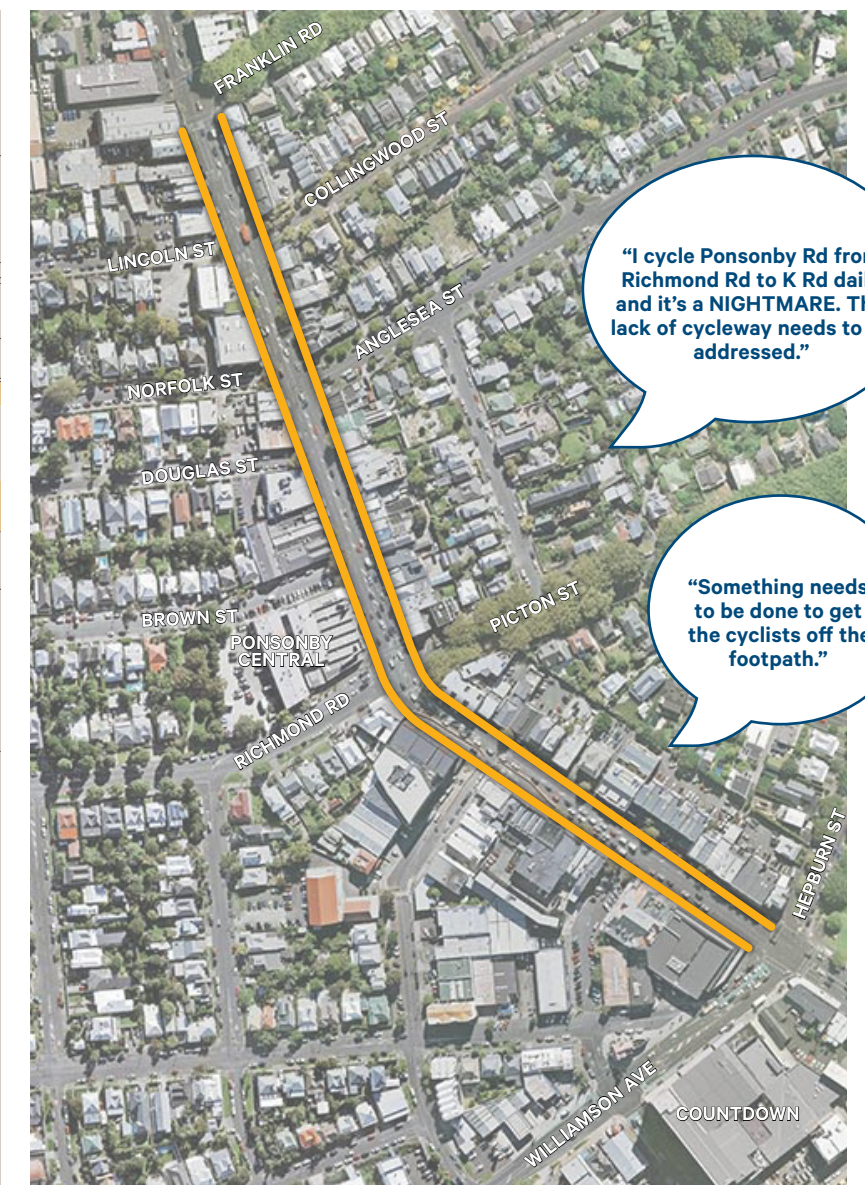 FRANKLIN RD
COLLINGWOOD ST
LINCOLN ST
ANGLESEA ST
NORFOLK ST
DOUGLAS ST
BROWN ST
PONSONBY
CENTRAL
PICTON ST
RICHMOND RD
HEPBURN ST
WILLIAMSON AVE
COUNTDOWN
“I cycle Ponsonby Rd
Richmond Rd to K Rd
and it’s a NIGHTMARE.
lack of cycleway needs to
addressed.”
“Something needs
to be done to get
the cyclists off the
footpath.”